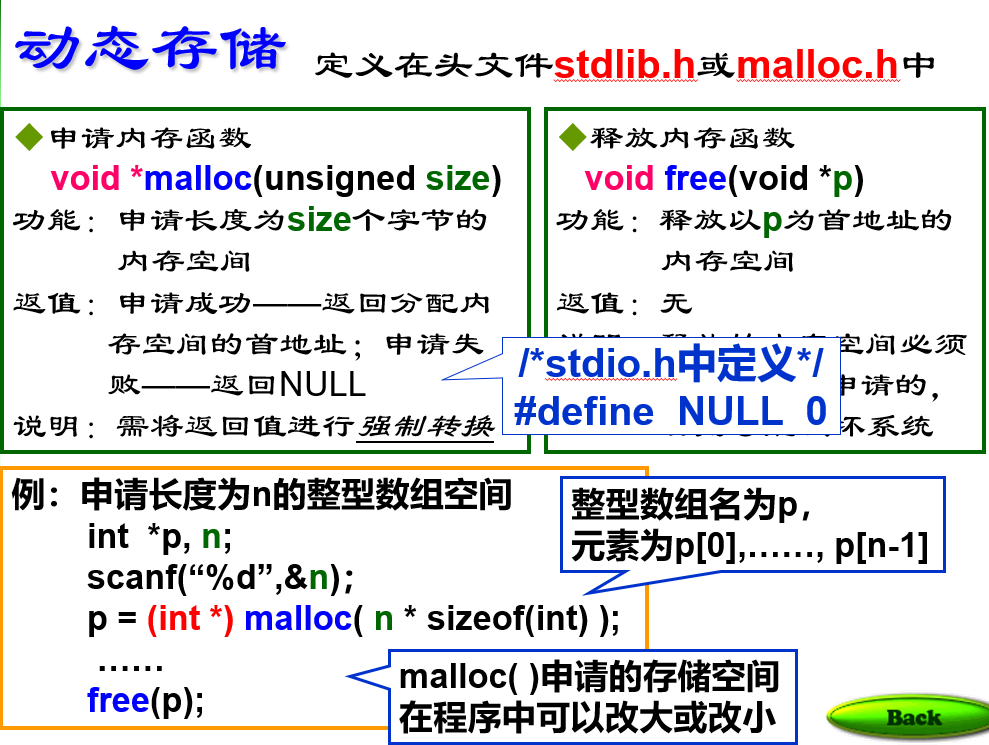 动态存储 定义在头文件stdlib.h或malloc.h中
◆申请内存函数
void *malloc(unsigned size)
功能：申请长度为size个字节的
内存空间
返值：申请成功——返回分配内
存空间的首地址；申请失
败——返回NULL
说明：需将返回值进行强制转换
◆释放内存函数
void free(void *p)
功能：释放以p为首地址的
内存空间
返值：无
空间必须
申请的，
系统
/*stdio.h中定义*/
#define NULL 0
例：申请长度为n的整型数组空间
int *p, n;
scanf(“%d”,&n);
p = (int *) malloc( n * sizeof(int) );
……
free(p);
整型数组名为p，
元素为p[0],……, p[n-1]
malloc( )申请的存储空间
在程序中可以改大或改小
Back